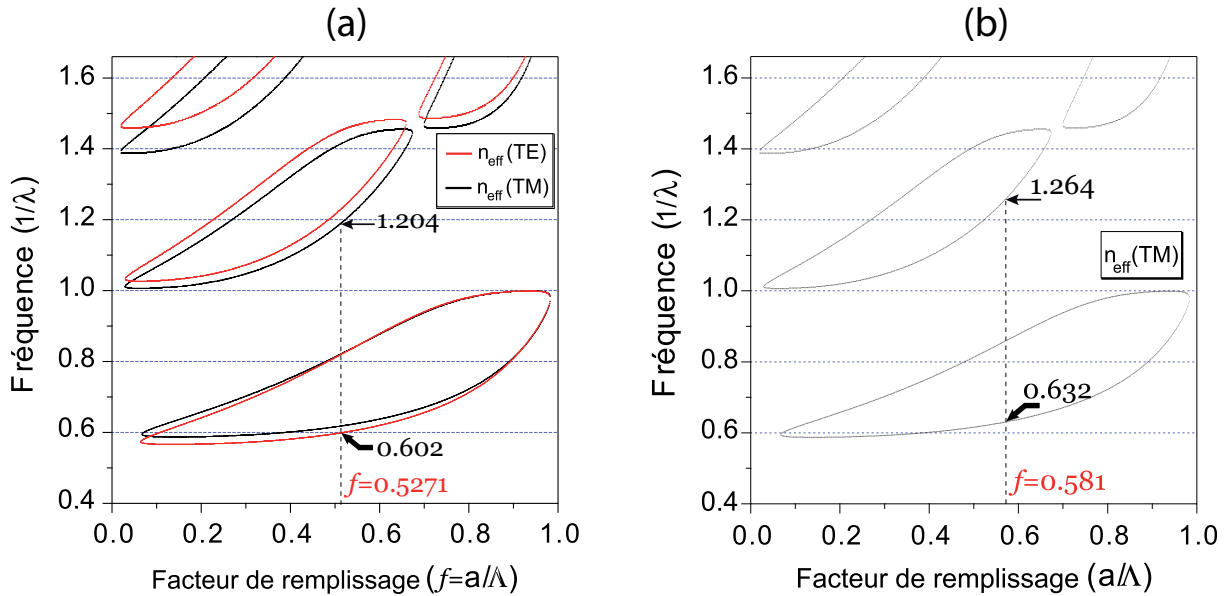 (a)
Fréquence (1/λ)
1.6
1.4
1.2
1.0
0.8
0.6
0.4
n_eff(TE)
n_eff(TM)
1.204
0.602
f=0.5271
0.0 0.2 0.4 0.6 0.8 1.0
Facteur de remplissage (f=a/Λ)
(b)
Fréquence (1/λ)
1.6
1.4
1.2
1.0
0.8
0.6
0.4
1.264
n_eff(TM)
0.632
f=0.581
0.0 0.2 0.4 0.6 0.8 1.0
Facteur de remplissage (a/Λ)